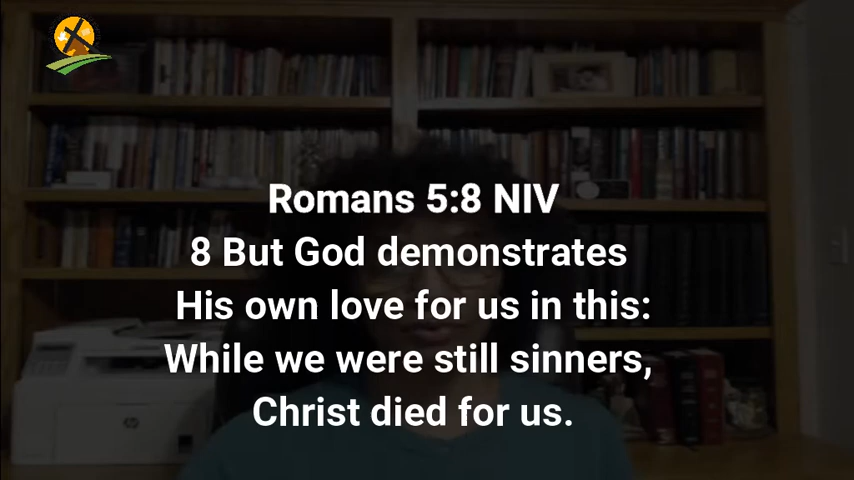 Romans 5:8 NIV
8 But God demonstrates
His own love for us in this:
While we were still sinners,
Christ died for us.
hp